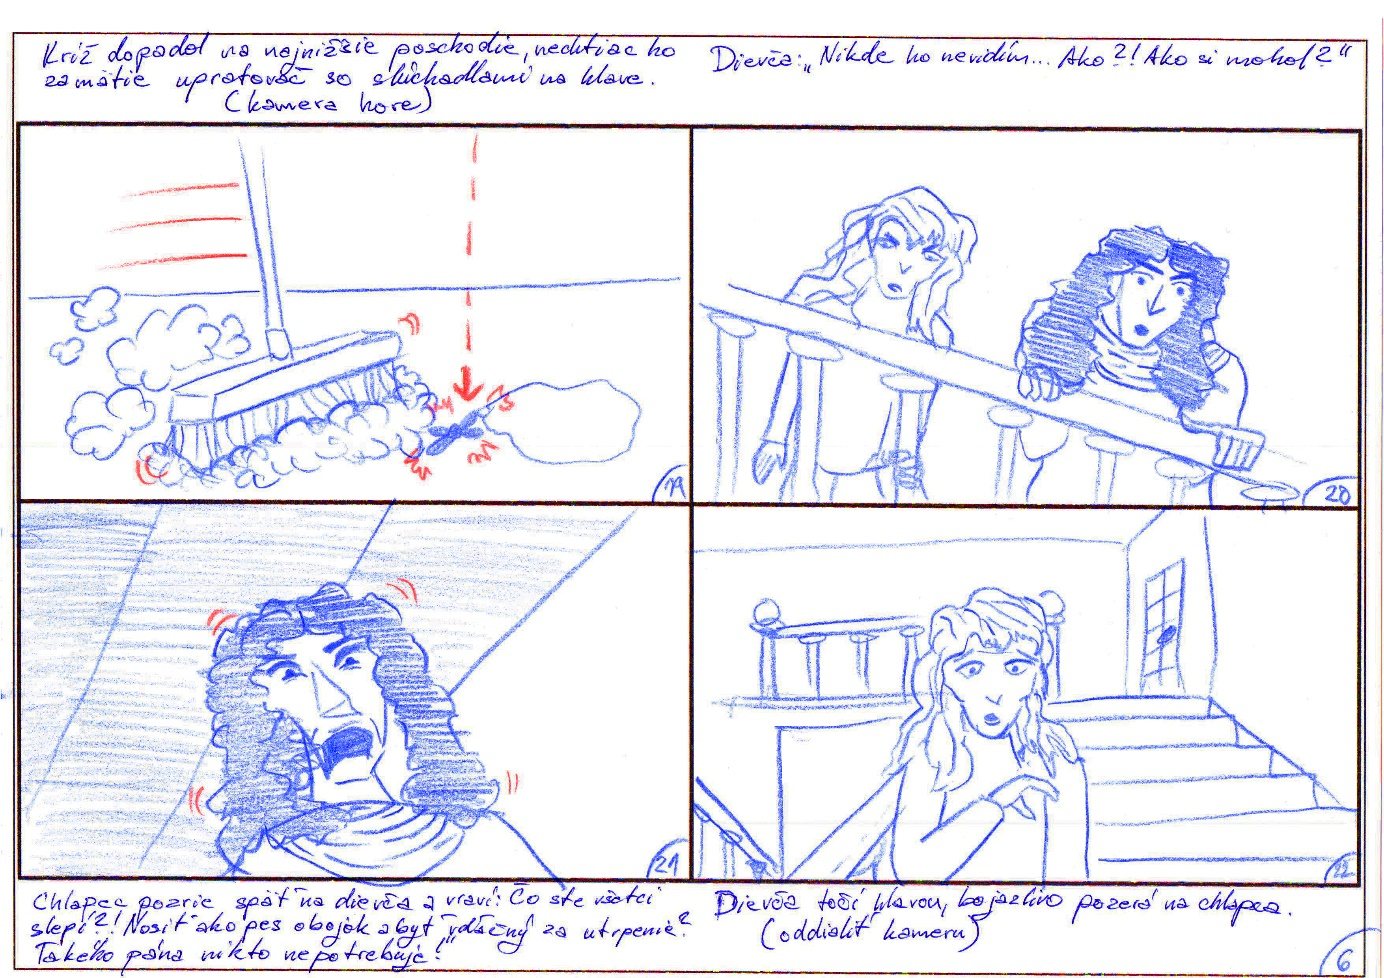 Kríž dopadol na najnižšie poschodie, nechtiac ho
zamätie upratovač so slúchadlami na hlave.
(kamera hore)
Dievča: „Nikde ho nevidím... Ako?! Ako si mohol?"
19
20
21
22
Chlapec pozrie späť na dievča a vraví: Čo ste všetci
slepí?! Nosiť ako pes obojok a byť vďačný za utrpenie?
Takého pána nikto nepotrebuje!"
Dievča točí hlavou, bojazlivo pozerá na chlapca.
(oddialiť kameru)
6